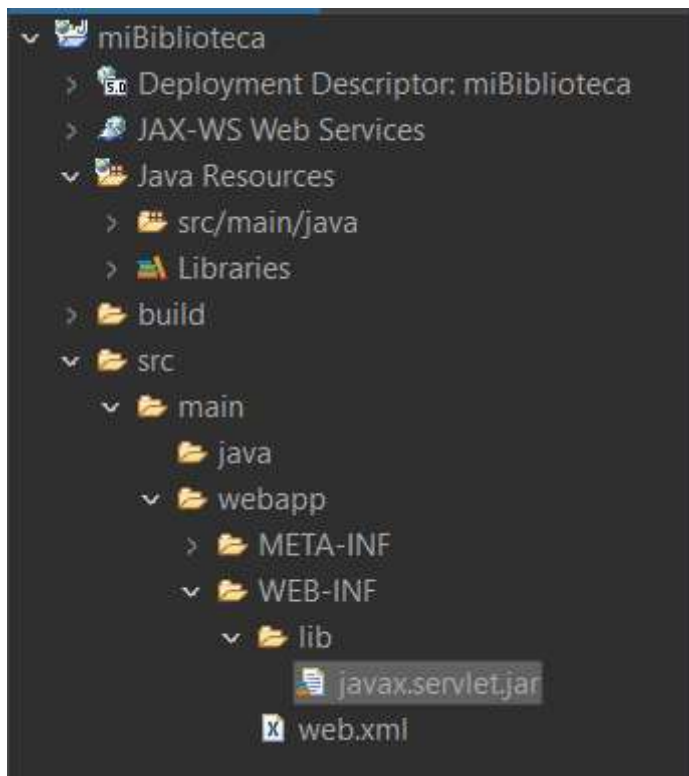 miBiblioteca
Deployment Descriptor: miBiblioteca
JAX-WS Web Services
Java Resources
src/main/java
Libraries
build
src
main
java
webapp
META-INF
WEB-INF
lib
javax.servlet.jar
web.xml